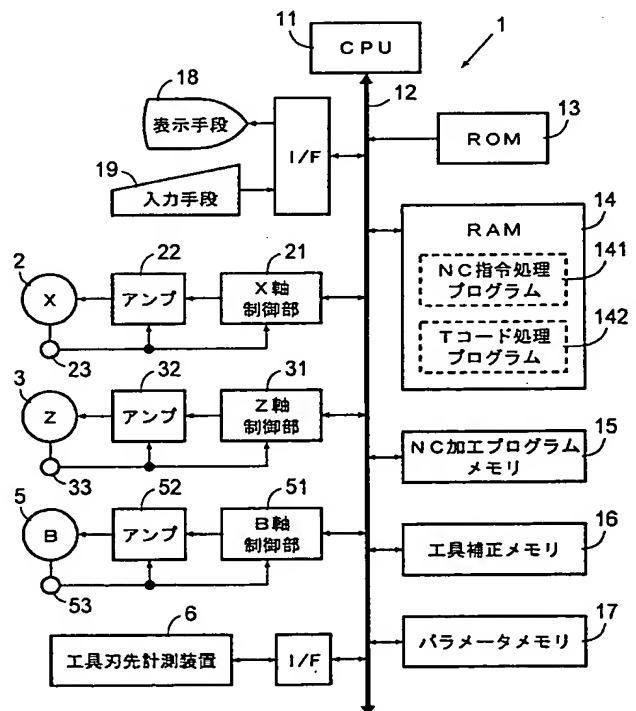 11
CPU
1
18
12
表示手段
I/F
13
ROM
19
入力手段
14
RAM
NC指令処理
プログラム
141
Tコード処理
プログラム
142
2
22
21
X
アンプ
X軸
制御部
23
3
32
31
Z
アンプ
Z軸
制御部
33
15
NC加工プログラム
メモリ
5
52
51
B
アンプ
B軸
制御部
53
16
工具補正メモリ
6
工具刃先計測装置
I/F
17
パラメータメモリ